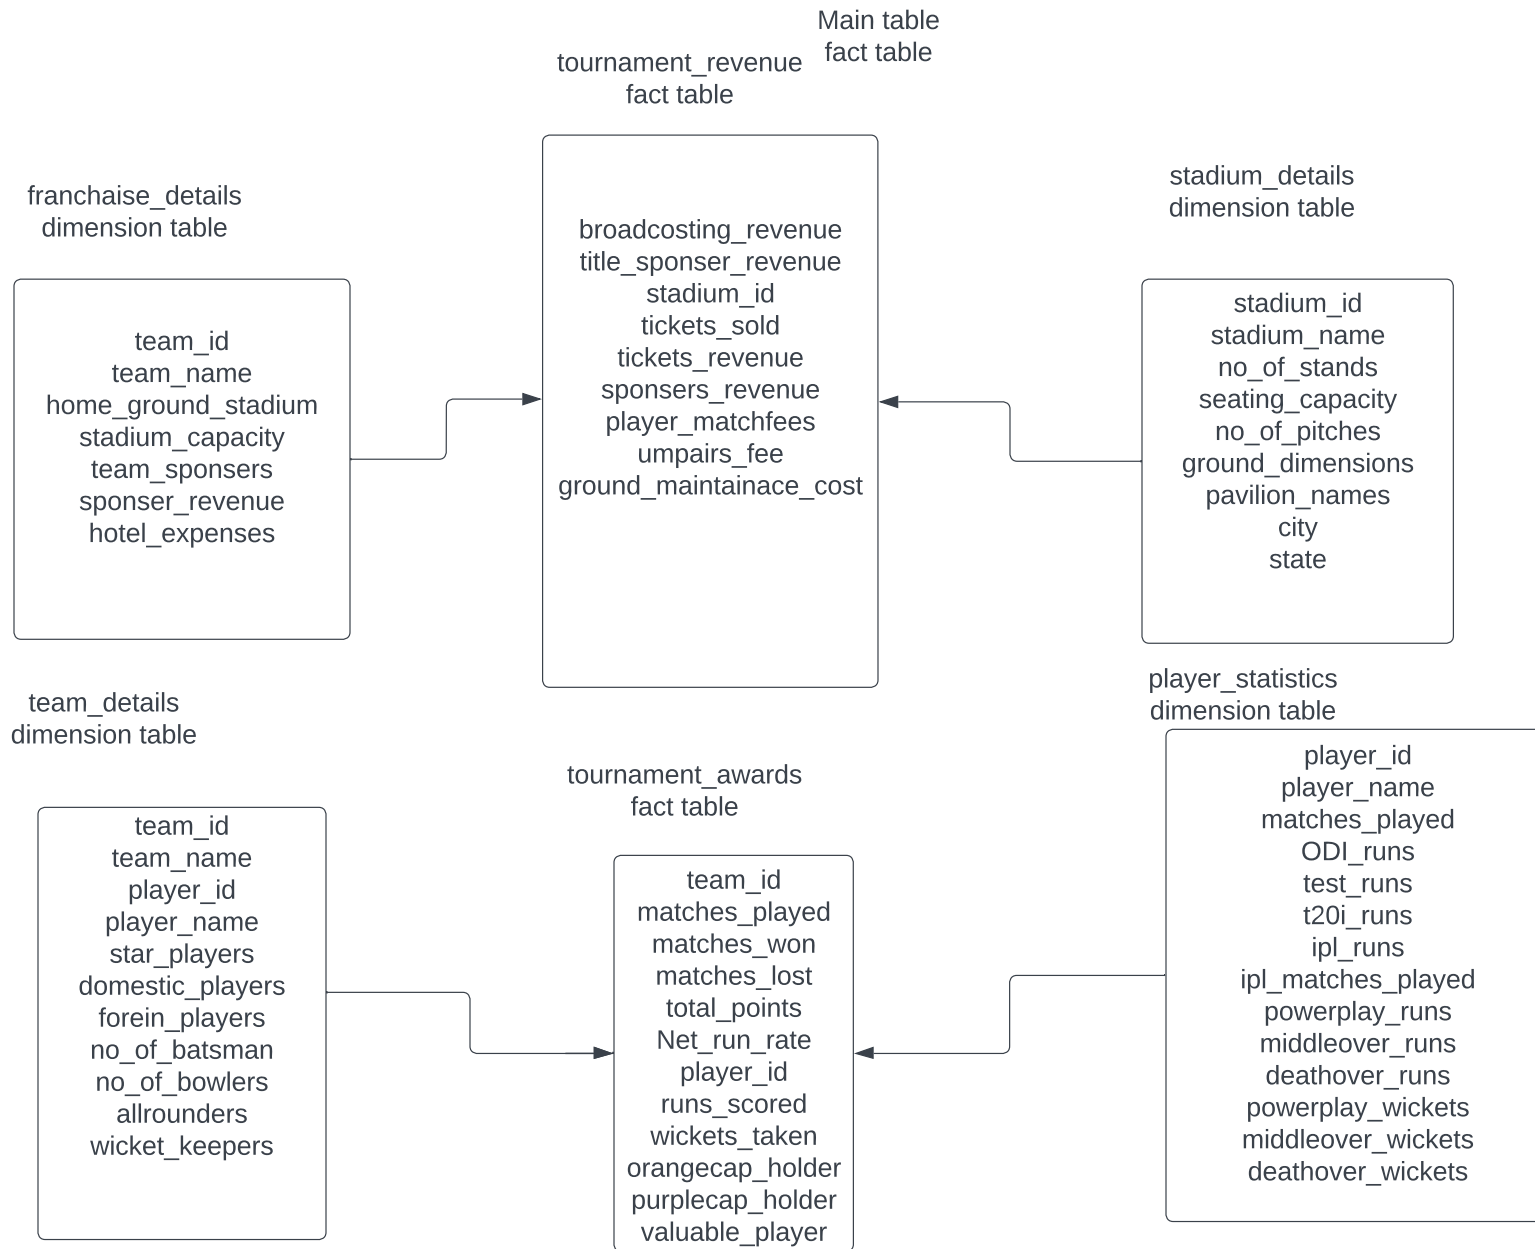 Main table
fact table
tournament_revenue
fact table
broadcosting_revenue
title_sponser_revenue
stadium_id
tickets_sold
tickets_revenue
sponsers_revenue
player_matchfees
umpairs_fee
ground_maintainace_cost
franchaise_details
dimension table
team_id
team_name
home_ground_stadium
stadium_capacity
team_sponsers
sponser_revenue
hotel_expenses
stadium_details
dimension table
stadium_id
stadium_name
no_of_stands
seating_capacity
no_of_pitches
ground_dimensions
pavilion_names
city
state
team_details
dimension table
team_id
team_name
player_id
player_name
star_players
domestic_players
forein_players
no_of_batsman
no_of_bowlers
allrounders
wicket_keepers
tournament_awards
fact table
team_id
matches_played
matches_won
matches_lost
total_points
Net_run_rate
player_id
runs_scored
wickets_taken
orangecap_holder
purplecap_holder
valuable_player
player_statistics
dimension table
player_id
player_name
matches_played
ODI_runs
test_runs
t20i_runs
ipl_runs
ipl_matches_played
powerplay_runs
middleover_runs
deathover_runs
powerplay_wickets
middleover_wickets
deathover_wickets